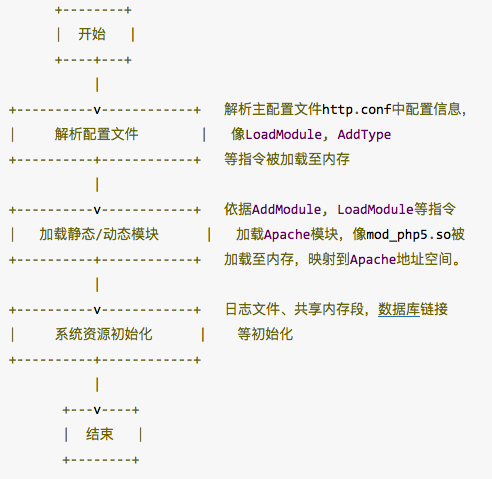 开始
解析主配置文件http.conf中配置信息，
解析配置文件 像LoadModule, AddType
等指令被加载至内存
依据AddModule, LoadModule等指令
加载静态/动态模块 加载Apache模块，像mod_php5.so被
加载至内存，映射到Apache地址空间。
日志文件、共享内存段，数据库链接
系统资源初始化 等初始化
结束